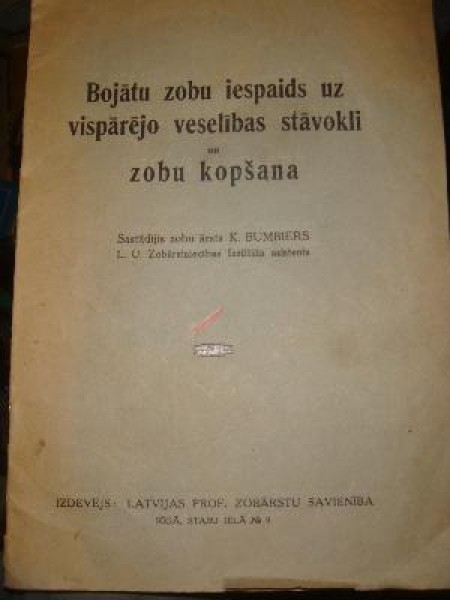 Bojātu zobu iespaids uz
vispārējo veselības stāvokli
un
zobu kopšana
Sastādījis zobu ārsts K. BUMBIERS
L. U. Zobārstniecības Institūta asistents
IZDEVĒJS: LATVIJAS PROF. ZOBĀRSTU SAVIENĪBA
RĪGĀ, STABU IELĀ № 9